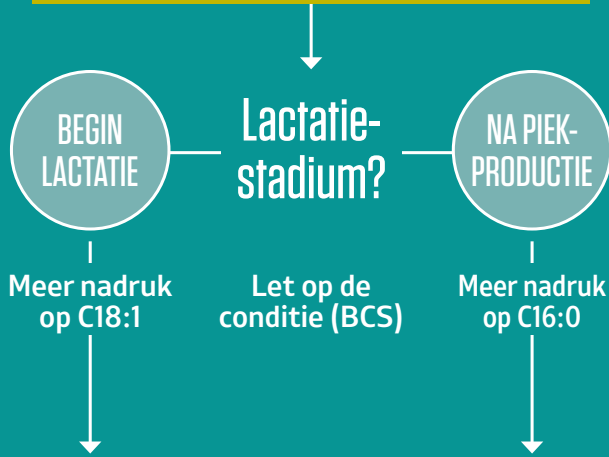 BEGIN
LACTATIE
Lactatie-
stadium?
NA PIEK-
PRODUCTIE
Meer nadruk
op C18:1
Let op de
conditie (BCS)
Meer nadruk
op C16:0